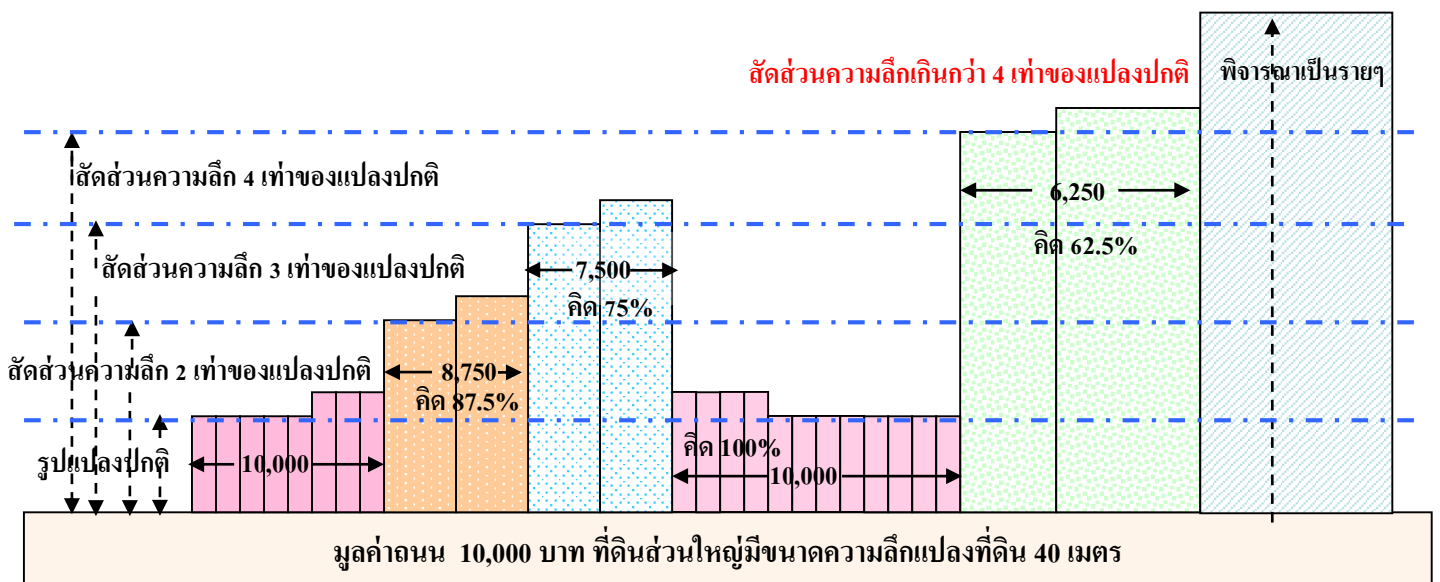 สัดส่วนความลึกเกินกว่า 4 เท่าของแปลงปกติ
พิจารณาเป็นรายๆ
สัดส่วนความลึก 4 เท่าของแปลงปกติ
6,250
คิด 62.5%
สัดส่วนความลึก 3 เท่าของแปลงปกติ
7,500
คิด 75%
สัดส่วนความลึก 2 เท่าของแปลงปกติ
8,750
คิด 87.5%
รูปแปลงปกติ
10,000
คิด 100%
10,000
มูลค่าถนน 10,000 บาท ที่ดินส่วนใหญ่มีขนาดความลึกแปลงที่ดิน 40 เมตร